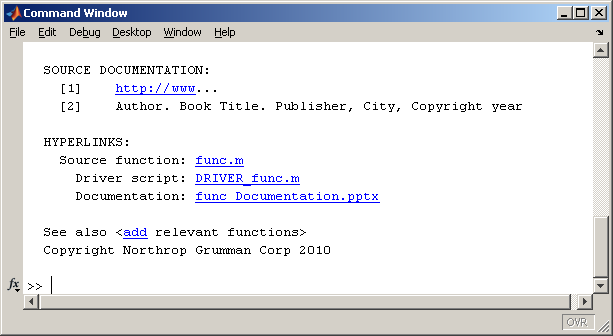 Command Window
File Edit Debug Desktop Window Help
SOURCE DOCUMENTATION:
[1] http://www...
[2] Author. Book Title. Publisher, City, Copyright year
HYPERLINKS:
Source function: func.m
Driver script: DRIVER_func.m
Documentation: func_Documentation.pptx
See also <add relevant functions>
Copyright Northrop Grumman Corp 2010
fx >>
OVR